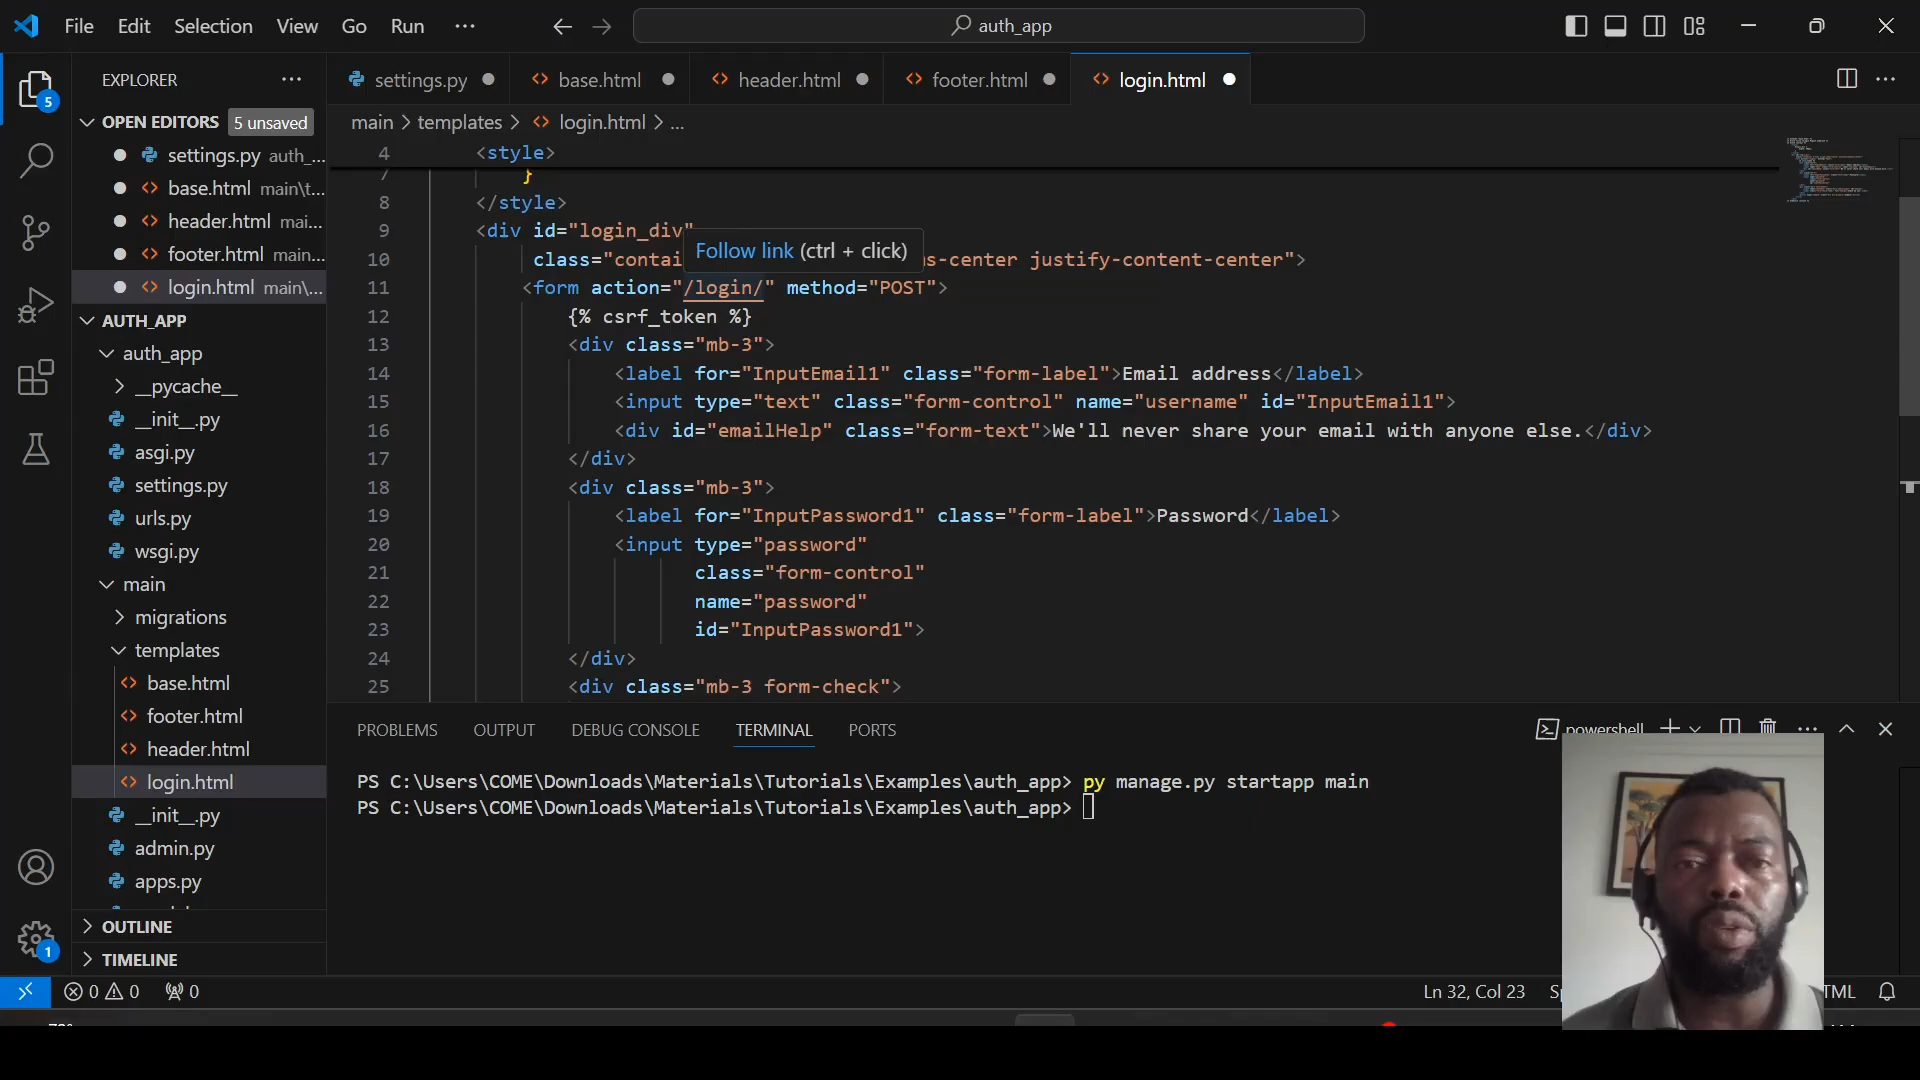 File Edit Selection View Go Run ··· auth_app
EXPLORER ···
settings.py base.html header.html footer.html login.html ···
OPEN EDITORS 5 unsaved
settings.py auth_...
base.html main\t...
header.html mai...
footer.html main...
login.html main\...
AUTH_APP
auth_app
__pycache__
__init__.py
asgi.py
settings.py
urls.py
wsgi.py
main
migrations
templates
base.html
footer.html
header.html
login.html
__init__.py
admin.py
apps.py
OUTLINE
TIMELINE
5
1
main > templates > login.html > ...
4 <style>
7 }
8 </style>
9 <div id="login_div"
Follow link (ctrl + click)
10 class="contai s-center justify-content-center">
11 <form action="/login/" method="POST">
12 {% csrf_token %}
13 <div class="mb-3">
14 <label for="InputEmail1" class="form-label">Email address</label>
15 <input type="text" class="form-control" name="username" id="InputEmail1">
16 <div id="emailHelp" class="form-text">We'll never share your email with anyone else.</div>
17 </div>
18 <div class="mb-3">
19 <label for="InputPassword1" class="form-label">Password</label>
20 <input type="password"
21 class="form-control"
22 name="password"
23 id="InputPassword1">
24 </div>
25 <div class="mb-3 form-check">
PROBLEMS OUTPUT DEBUG CONSOLE TERMINAL PORTS powershell ···
PS C:\Users\COME\Downloads\Materials\Tutorials\Examples\auth_app> py manage.py startapp main
PS C:\Users\COME\Downloads\Materials\Tutorials\Examples\auth_app>
0 0 0 Ln 32, Col 23 Sp TML